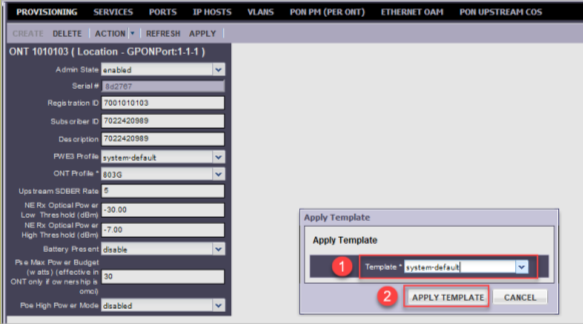 PROVISIONING SERVICES PORTS IP HOSTS VLANS PON PM (PER ONT) ETHERNET OAM PON UPSTREAM COS
CREATE DELETE ACTION REFRESH APPLY
ONT 1010103 ( Location - GPONPort:1-1-1 )
Admin State enabled
Serial# 8d2767
Registration ID 7001010103
Subscriber ID 7022420989
Description 7022420989
PWE3 Profile system-default
ONT Profile * 803G
Upstream SDBER Rate 5
NE Rx Optical Power
Low Threshold (dBm) -30.00
NE Rx Optical Power
High Threshold (dBm) -7.00
Battery Present disable
Pse Max Power Budget
(watts) (effective in
ONT only if ownership is
omci) 30
Poe High Power Mode disabled
Apply Template
Apply Template
1 Template * system-default
2 APPLY TEMPLATE CANCEL